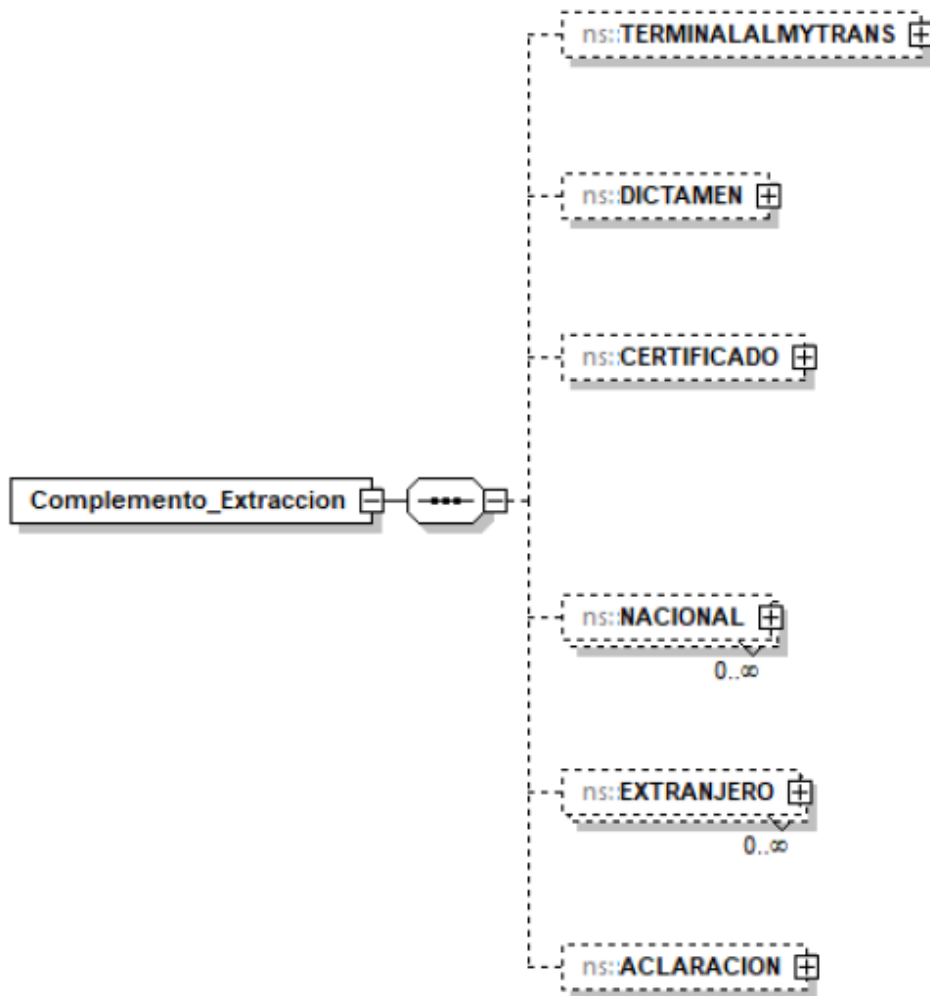 ns:TERMINALALMYTRANS
ns:DICTAMEN
ns:CERTIFICADO
Complemento_Extraccion
ns:NACIONAL
0..∞
ns:EXTRANJERO
0..∞
ns:ACLARACION